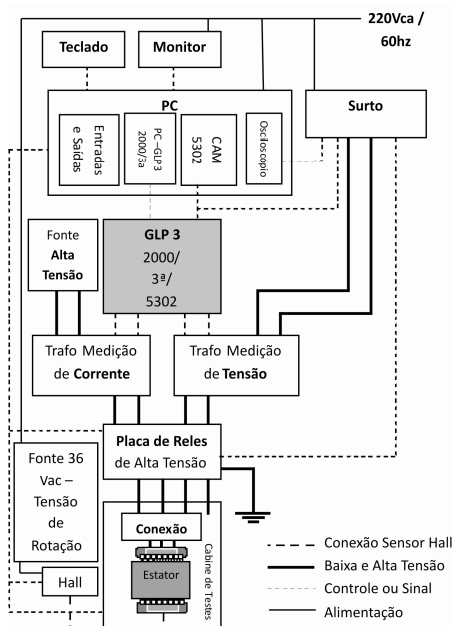 220Vca /
60hz
Teclado
Monitor
PC
Surto
Entradas
e Saídas
PC –GLP3
2000/3a
CAM
5302
Osciloscopio
Fonte
Alta
Tensão
GLP 3
2000/
3ª/
5302
Trafo Medição
de Corrente
Trafo Medição
de Tensão
Placa de Reles
de Alta Tensão
Fonte 36
Vac –
Tensão
de
Rotação
Conexão
Cabine de Testes
Estator
Hall
Conexão Sensor Hall
Baixa e Alta Tensão
Controle ou Sinal
Alimentação